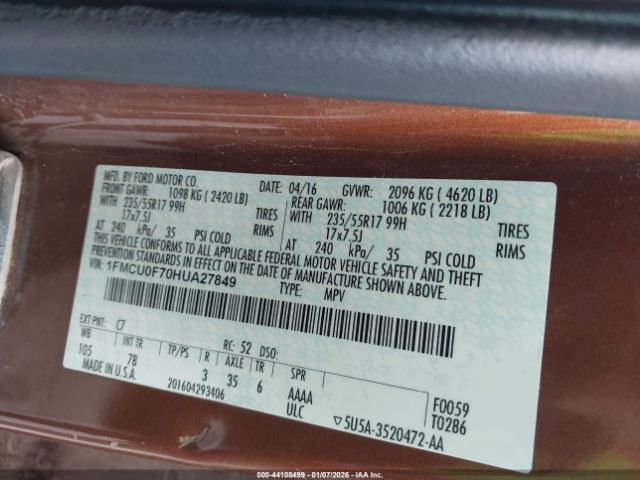 MFD. BY FORD MOTOR CO.
DATE: 04/16 GVWR: 2096 KG ( 4620 LB)
FRONT GAWR: 1098 KG ( 2420 LB) REAR GAWR: 1006 KG ( 2218 LB)
WITH 235/55R17 99H TIRES WITH 235/55R17 99H TIRES
17x7.5J RIMS 17x7.5J RIMS
AT 240 kPa/ 35 PSI COLD AT 240 kPa/ 35 PSI COLD
CONFORMS TO ALL APPLICABLE FEDERAL MOTOR VEHICLE SAFETY AND THEFT
PREVENTION STANDARDS IN EFFECT ON THE DATE OF MANUFACTURE SHOWN ABOVE.
VIN: 1FMCU0F70HUA27849
TYPE: MPV
EXT PNT: C7 RC: 52 DSO:
WB INT TR TP/PS R AXLE TR SPR
105 7B 3 35 6 AAAA F0059
MADE IN U.S.A. 201604293406 ULC T0286
▽5U5A-3520472-AA
000-44108499 - 01/07/2026 - IAAI.COM